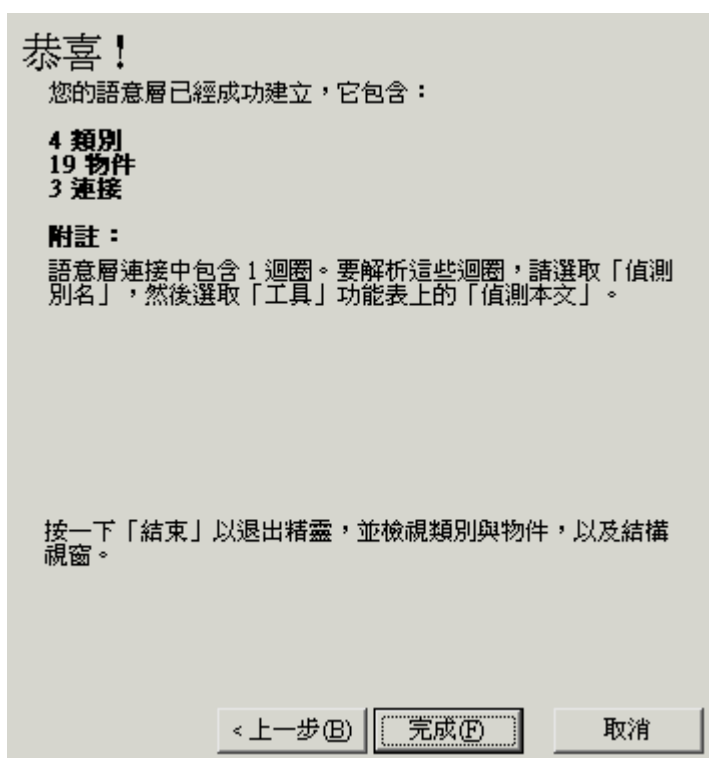 恭喜！
您的語意層已經成功建立，它包含：
4 類別
19 物件
3 連接
附註：
語意層連接中包含 1 迴圈。要解析這些迴圈，請選取「偵測
別名」，然後選取「工具」功能表上的「偵測本文」。
按一下「結束」以退出精靈，並檢視類別與物件，以及結構
視窗。
< 上一步(B)
完成(F)
取消